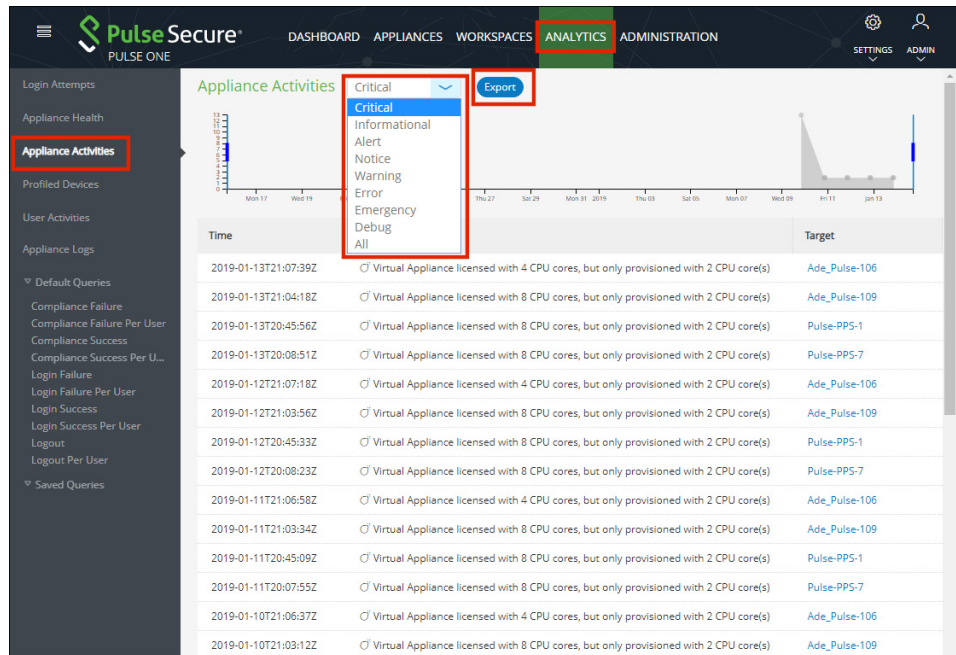 Pulse Secure®
PULSE ONE
DASHBOARD APPLIANCES WORKSPACES ANALYTICS ADMINISTRATION
SETTINGS ADMIN
Login Attempts
Appliance Health
Appliance Activities
Profiled Devices
User Activities
Appliance Logs
Default Queries
Compliance Failure
Compliance Failure Per User
Compliance Success
Compliance Success Per U...
Login Failure
Login Failure Per User
Login Success
Login Success Per User
Logout
Logout Per User
Saved Queries
Appliance Activities Critical Export
Critical
Informational
Alert
Notice
Warning
Error
Emergency
Debug
All
Mon 17 Wed 19 Thu 27 Sat 29 Mon 31 2019 Thu 03 Sat 05 Mon 07 Wed 09 Fri 11 Jan 13
Time Target
2019-01-13T21:07:39Z Virtual Appliance licensed with 4 CPU cores, but only provisioned with 2 CPU core(s) Ade_Pulse-106
2019-01-13T21:04:18Z Virtual Appliance licensed with 8 CPU cores, but only provisioned with 2 CPU core(s) Ade_Pulse-109
2019-01-13T20:45:56Z Virtual Appliance licensed with 8 CPU cores, but only provisioned with 2 CPU core(s) Pulse-PPS-1
2019-01-13T20:08:51Z Virtual Appliance licensed with 8 CPU cores, but only provisioned with 2 CPU core(s) Pulse-PPS-7
2019-01-12T21:07:18Z Virtual Appliance licensed with 4 CPU cores, but only provisioned with 2 CPU core(s) Ade_Pulse-106
2019-01-12T21:03:56Z Virtual Appliance licensed with 8 CPU cores, but only provisioned with 2 CPU core(s) Ade_Pulse-109
2019-01-12T20:45:33Z Virtual Appliance licensed with 8 CPU cores, but only provisioned with 2 CPU core(s) Pulse-PPS-1
2019-01-12T20:08:23Z Virtual Appliance licensed with 8 CPU cores, but only provisioned with 2 CPU core(s) Pulse-PPS-7
2019-01-11T21:06:58Z Virtual Appliance licensed with 4 CPU cores, but only provisioned with 2 CPU core(s) Ade_Pulse-106
2019-01-11T21:03:34Z Virtual Appliance licensed with 8 CPU cores, but only provisioned with 2 CPU core(s) Ade_Pulse-109
2019-01-11T20:45:09Z Virtual Appliance licensed with 8 CPU cores, but only provisioned with 2 CPU core(s) Pulse-PPS-1
2019-01-11T20:07:55Z Virtual Appliance licensed with 8 CPU cores, but only provisioned with 2 CPU core(s) Pulse-PPS-7
2019-01-10T21:06:37Z Virtual Appliance licensed with 4 CPU cores, but only provisioned with 2 CPU core(s) Ade_Pulse-106
2019-01-10T21:03:12Z Virtual Appliance licensed with 8 CPU cores, but only provisioned with 2 CPU core(s) Ade_Pulse-109